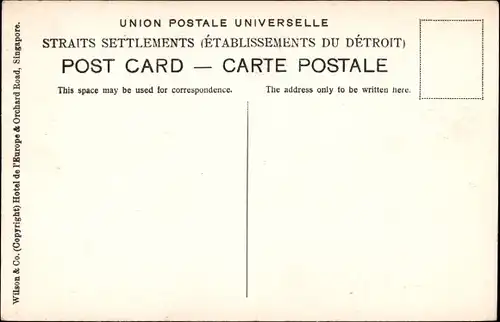 UNION POSTALE UNIVERSELLE
STRAITS SETTLEMENTS (ÉTABLISSEMENTS DU DÉTROIT)
POST CARD — CARTE POSTALE
This space may be used for correspondence.
The address only to be written here.
Wilson & Co. (Copyright) Hotel de l'Europe & Orchard Road, Singapore.